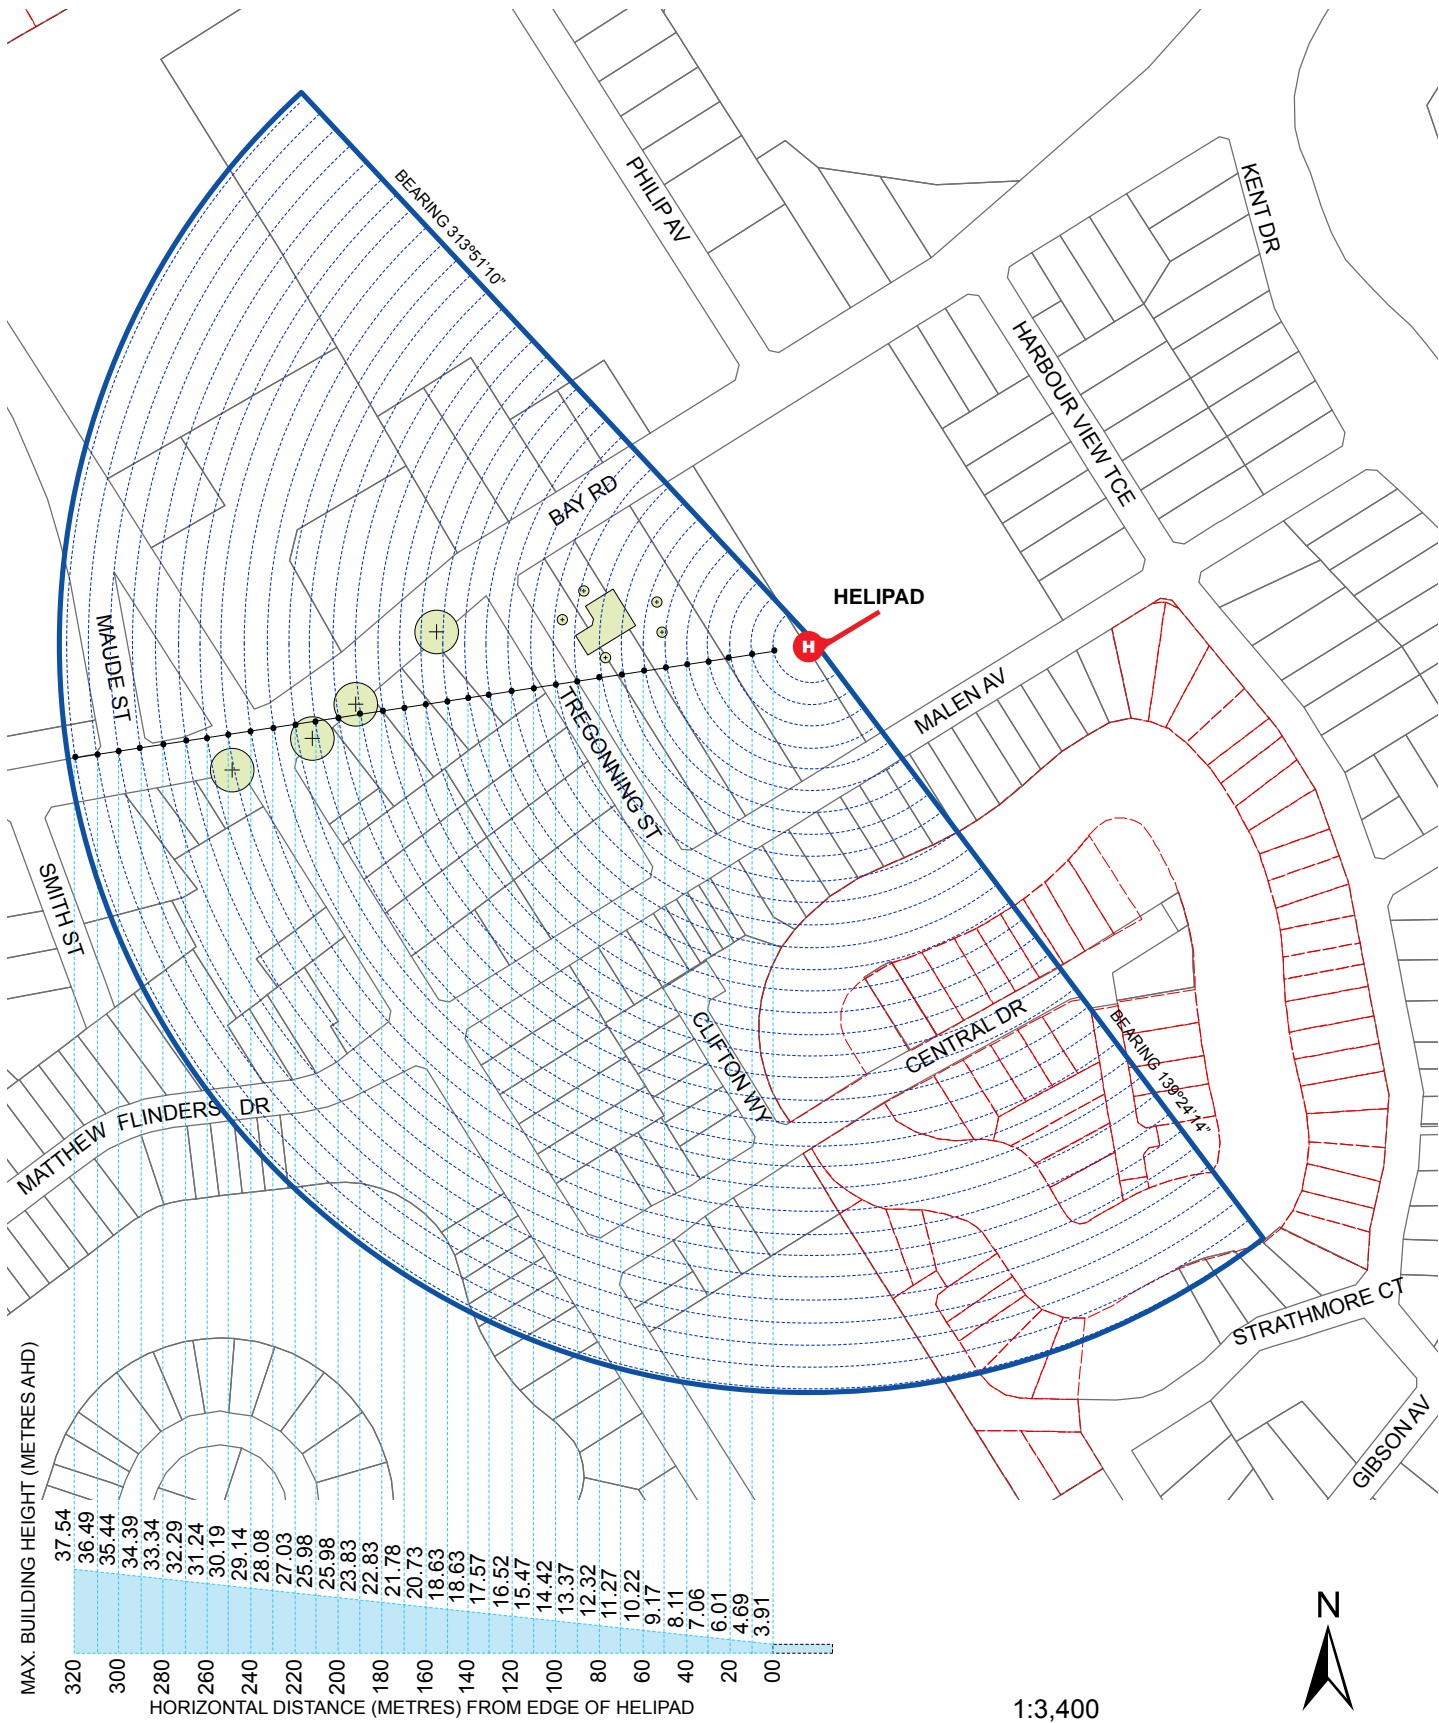 PHILIP AV
KENT DR
BEARING 313º51'10"
HARBOUR VIEW TCE
BAY RD
HELIPAD
H
MAUDE ST
MALEN AV
TREGONNING ST
SMITH ST
CLIFTON WY
CENTRAL DR
BEARING 139º24'14"
MATTHEW FLINDERS DR
STRATHMORE CT
GIBSON AV
MAX. BUILDING HEIGHT (METRES AHD)
37.54 36.49 35.44 34.39 33.34 32.29 31.24 30.19 29.14 28.08 27.03 25.98 25.98 23.83 22.83 21.78 20.73 18.63 18.63 17.57 16.52 15.47 14.42 13.37 12.32 11.27 10.22 9.17 8.11 7.06 6.01 4.69 3.91
320 300 280 260 240 220 200 180 160 140 120 100 80 60 40 20 00
HORIZONTAL DISTANCE (METRES) FROM EDGE OF HELIPAD
N
1:3,400